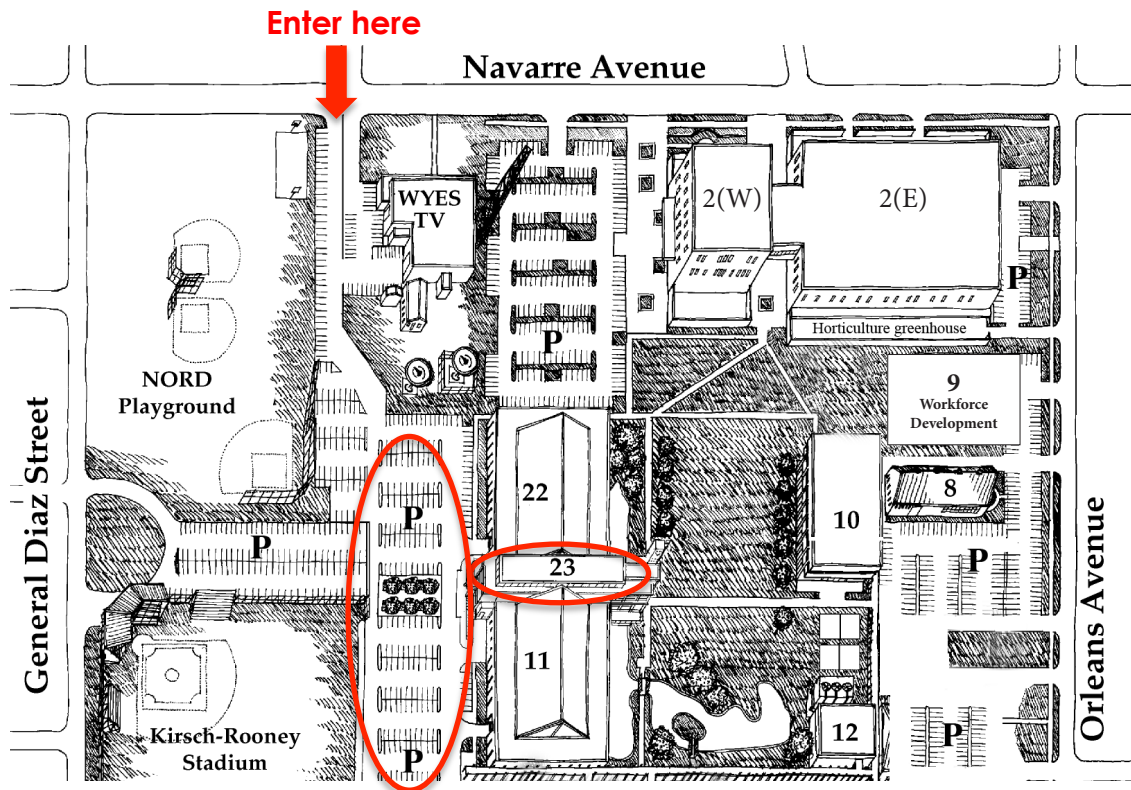 Enter here
Navarre Avenue
WYES
TV
2(W)
2(E)
P
Horticulture greenhouse
P
NORD
Playground
9
Workforce
Development
General Diaz Street
22
10
8
P
P
23
P
Orleans Avenue
11
Kirsch-Rooney
Stadium
12
P
P